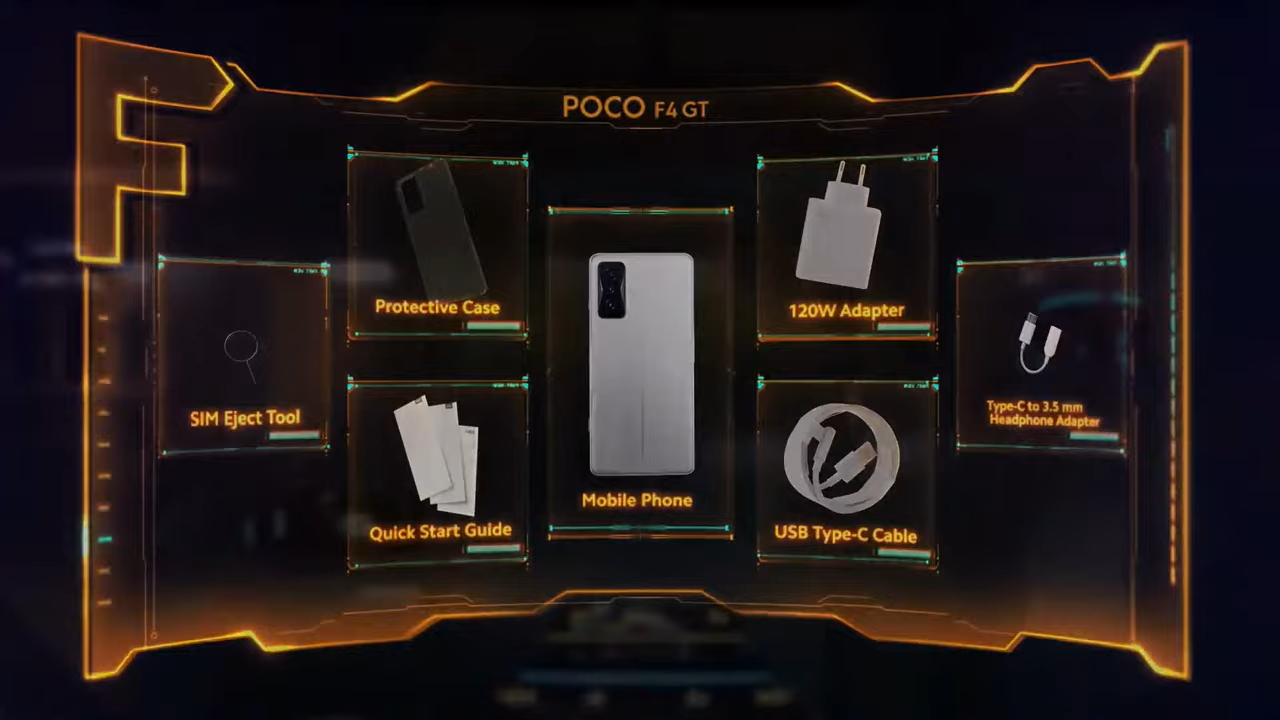 POCO F4 GT
Protective Case
120W Adapter
SIM Eject Tool
Mobile Phone
Type-C to 3.5 mm
Headphone Adapter
Quick Start Guide
USB Type-C Cable